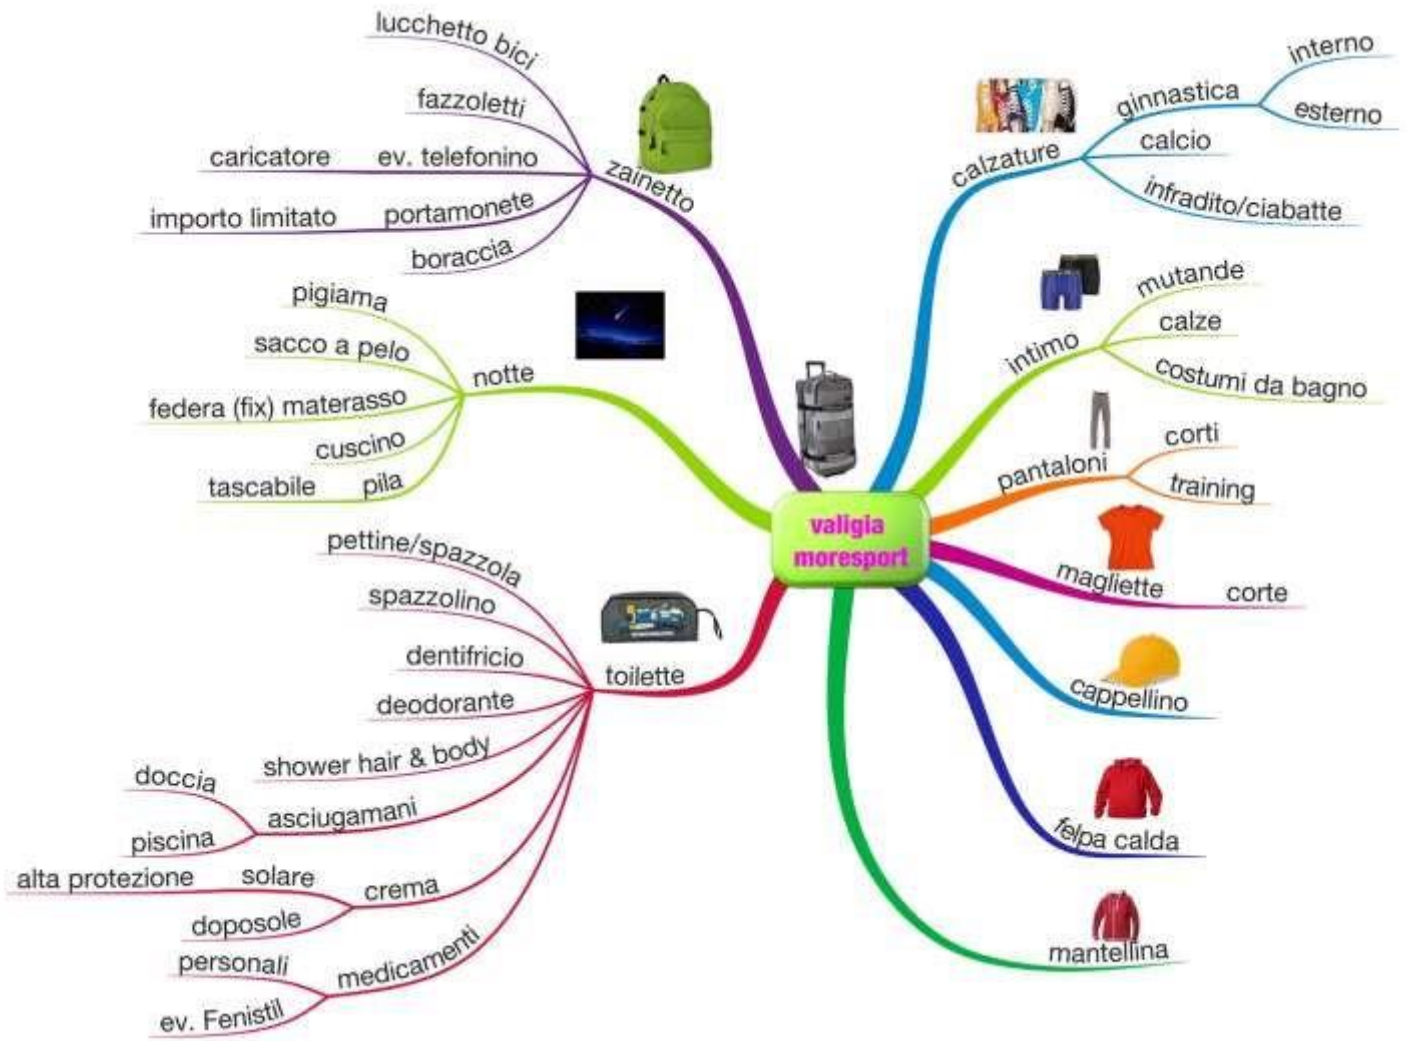 lucchetto bici
fazzoletti
caricatore ev. telefonino
importo limitato portamonete
boraccia
zainetto
pigiama
sacco a pelo
federa (fix) materasso
cuscino
tascabile pila
notte
pettine/spazzola
spazzolino
dentifricio
deodorante
shower hair & body
doccia
piscina
asciugamani
alta protezione solare
doposole
crema
personali
ev. Fenistil
medicamenti
toilette
valigia
moresport
calzature
ginnastica
interno
esterno
calcio
infradito/ciabatte
intimo
mutande
calze
costumi da bagno
pantaloni
corti
training
magliette corte
cappellino
felpa calda
mantellina